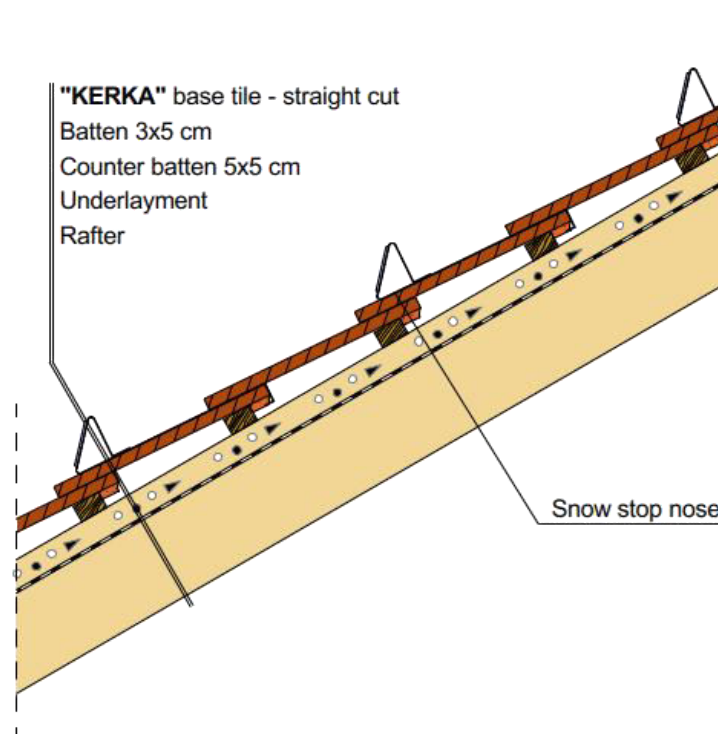 "KERKA" base tile - straight cut
Batten 3x5 cm
Counter batten 5x5 cm
Underlayment
Rafter
Snow stop nose